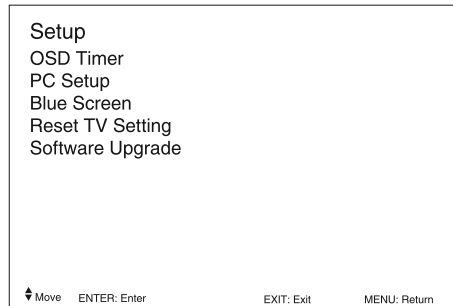 Setup
OSD Timer
PC Setup
Blue Screen
Reset TV Setting
Software Upgrade
Move ENTER: Enter EXIT: Exit MENU: Return